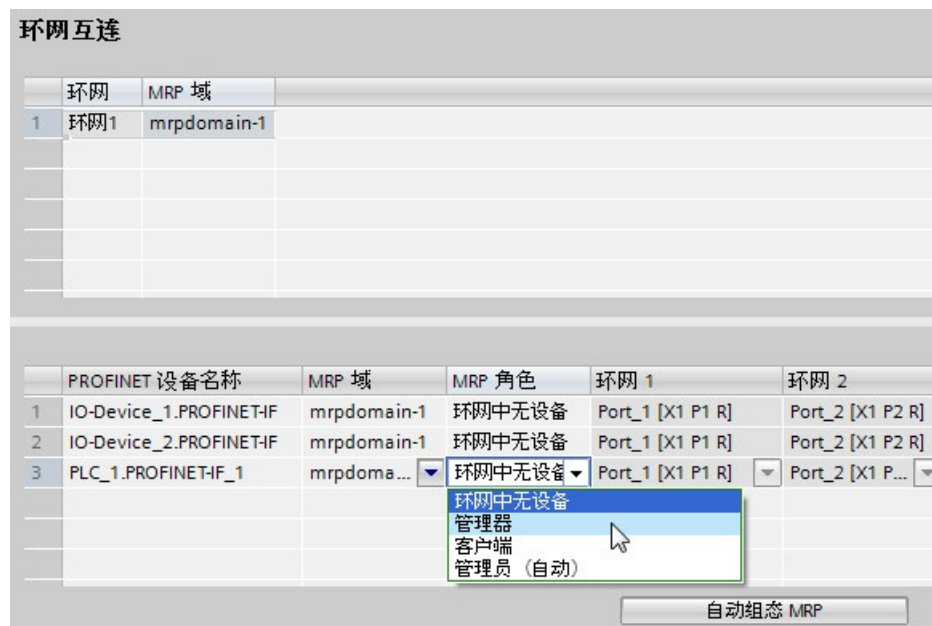 环网互连
环网 MRP 域
1 环网1 mrpdomain-1
PROFINET 设备名称 MRP 域 MRP 角色 环网 1 环网 2
1 IO-Device_1.PROFINET-IF mrpdomain-1 环网中无设备 Port_1 [X1 P1 R] Port_2 [X1 P2 R]
2 IO-Device_2.PROFINET-IF mrpdomain-1 环网中无设备 Port_1 [X1 P1 R] Port_2 [X1 P2 R]
3 PLC_1.PROFINET-IF_1 mrpdoma... 环网中无设备 Port_1 [X1 P1 R] Port_2 [X1 P...
环网中无设备
管理器
客户端
管理员（自动）
自动组态 MRP